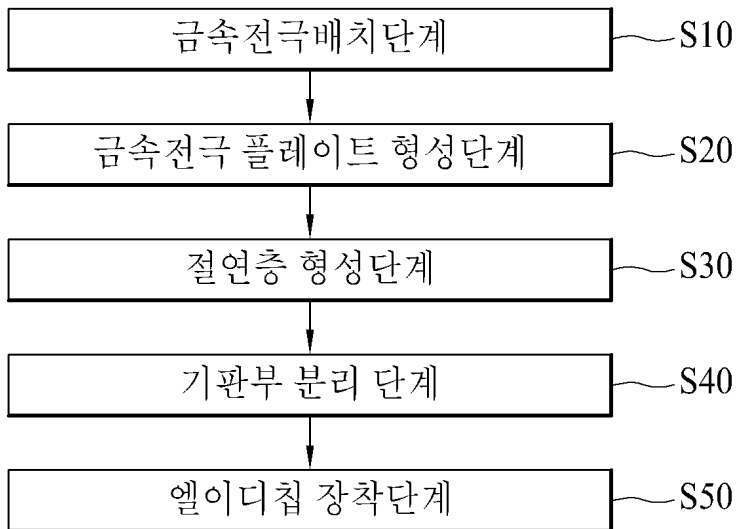 금속전극배치단계 S10
금속전극 플레이트 형성단계 S20
절연층 형성단계 S30
기판부 분리 단계 S40
엘이디칩 장착단계 S50